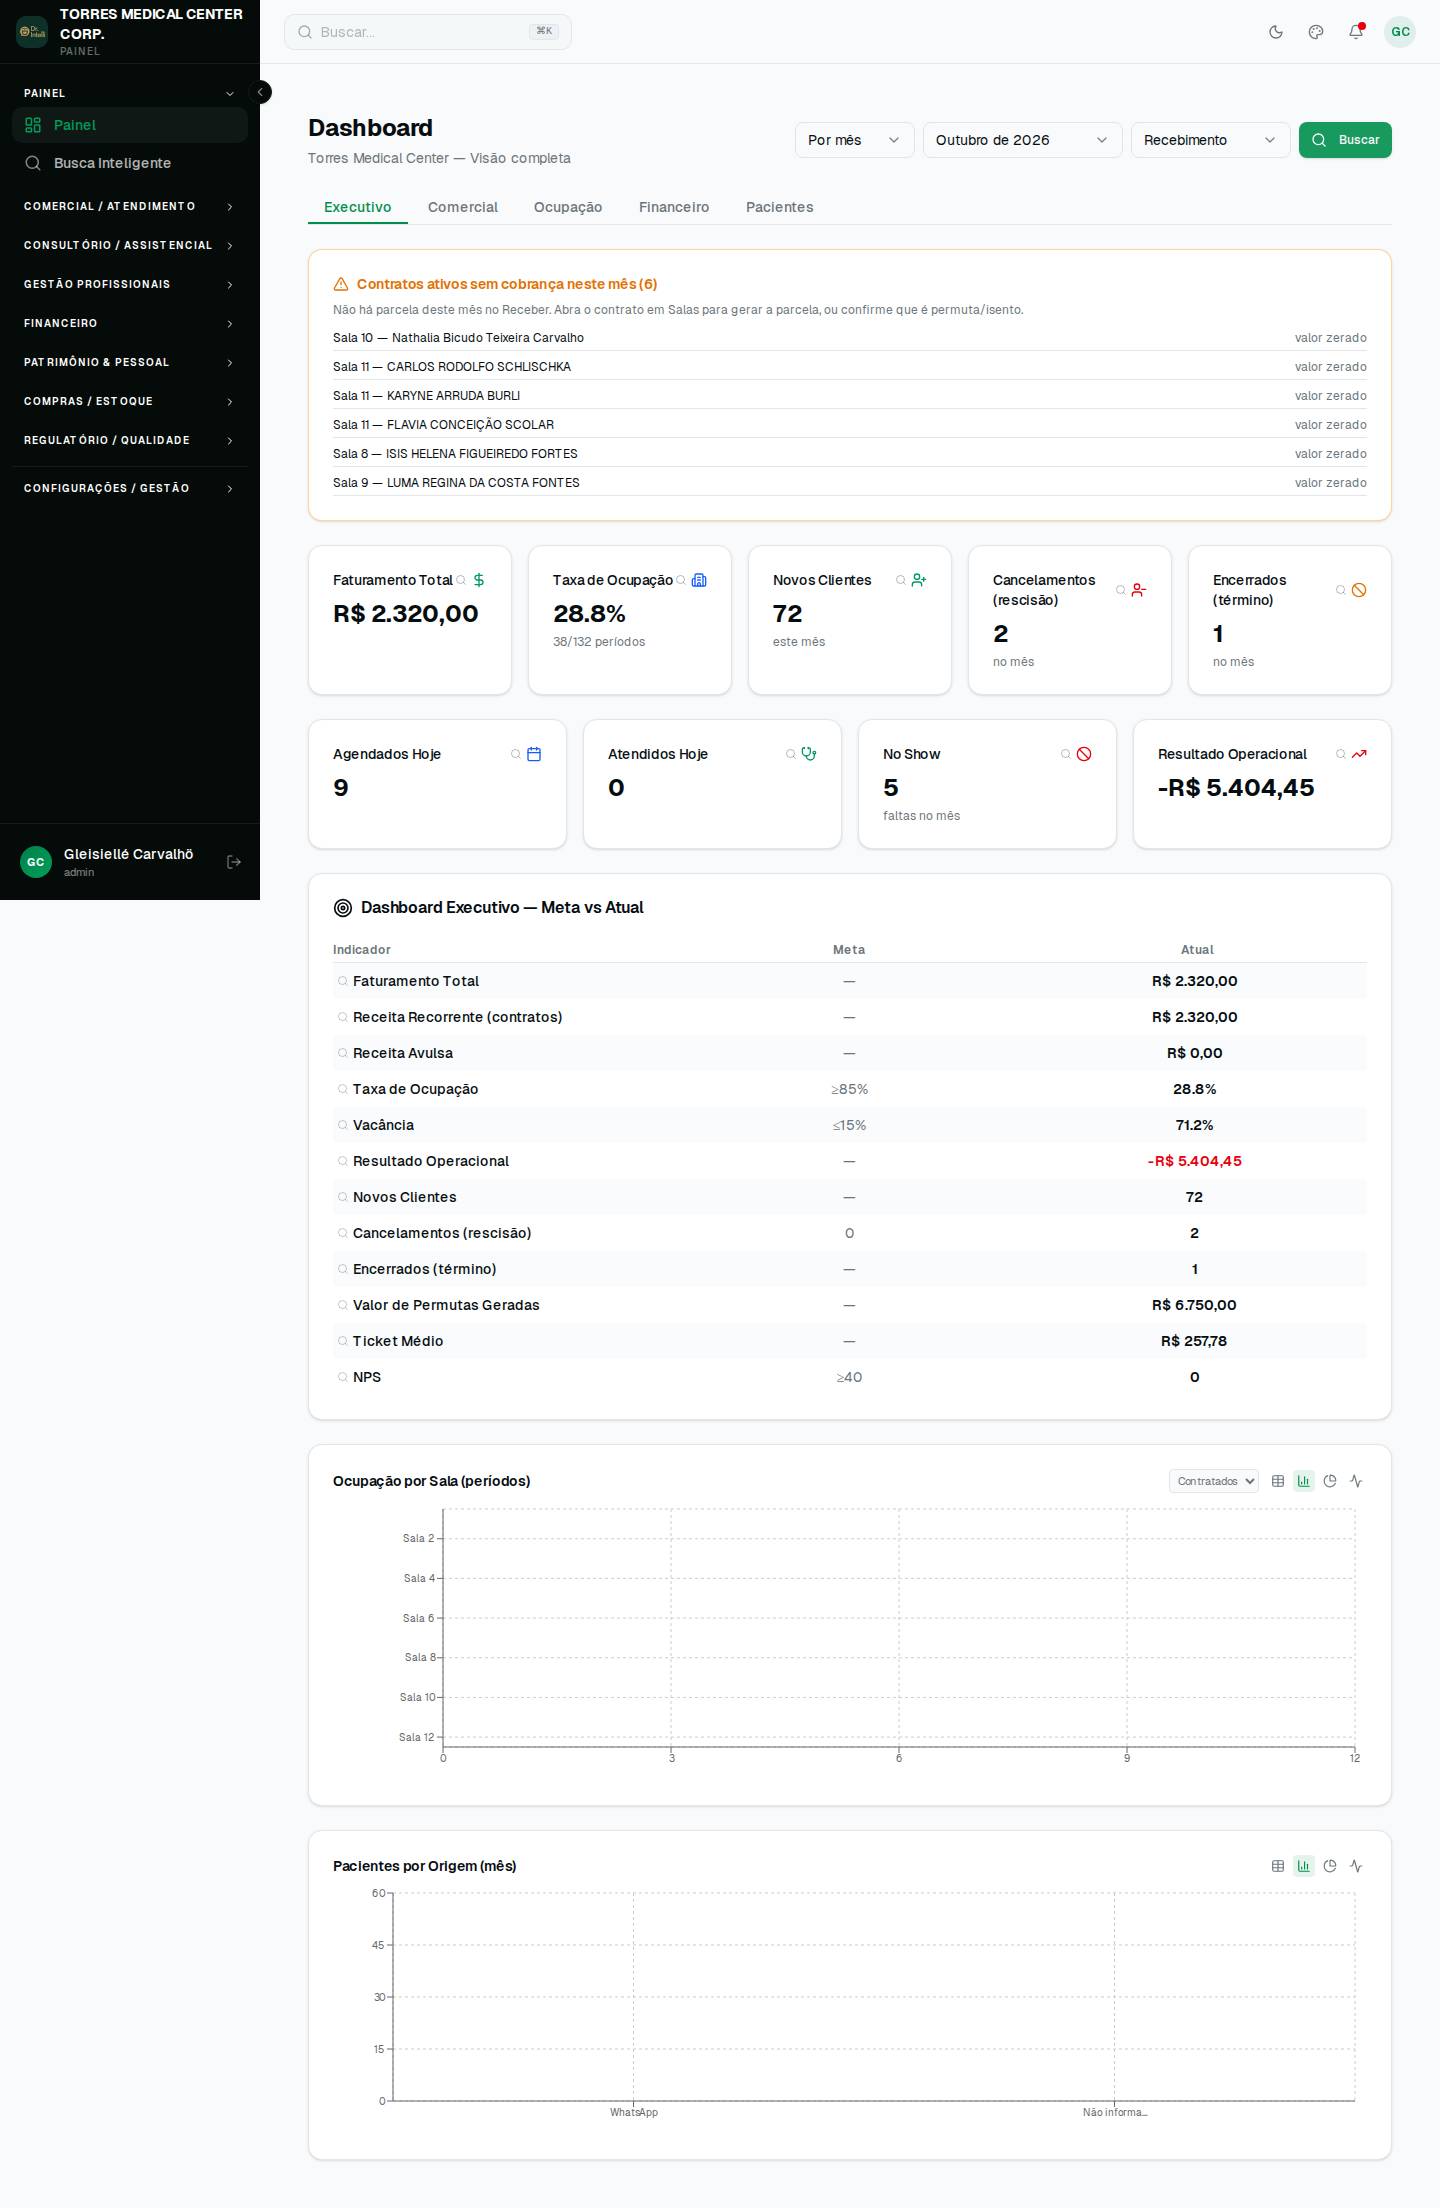 TORRES MEDICAL CENTER
CORP.
PAINEL
PAINEL
Painel
Busca Inteligente
COMERCIAL / ATENDIMENTO
CONSULTÓRIO / ASSISTENCIAL
GESTÃO PROFISSIONAIS
FINANCEIRO
PATRIMÔNIO & PESSOAL
COMPRAS / ESTOQUE
REGULATÓRIO / QUALIDADE
CONFIGURAÇÕES / GESTÃO
GC
Gleisiellé Carvalhö
admin
Buscar...
⌘K
GC
Dashboard
Torres Medical Center — Visão completa
Por mês
Outubro de 2026
Recebimento
Buscar
Executivo
Comercial
Ocupação
Financeiro
Pacientes
Contratos ativos sem cobrança neste mês (6)
Não há parcela deste mês no Receber. Abra o contrato em Salas para gerar a parcela, ou confirme que é permuta/isento.
Sala 10 — Nathalia Bicudo Teixeira Carvalho valor zerado
Sala 11 — CARLOS RODOLFO SCHLISCHKA valor zerado
Sala 11 — KARYNE ARRUDA BURLI valor zerado
Sala 11 — FLAVIA CONCEIÇÃO SCOLAR valor zerado
Sala 8 — ISIS HELENA FIGUEIREDO FORTES valor zerado
Sala 9 — LUMA REGINA DA COSTA FONTES valor zerado
Faturamento Total
R$ 2.320,00
Taxa de Ocupação
28.8%
38/132 períodos
Novos Clientes
72
este mês
Cancelamentos
(rescisão)
2
no mês
Encerrados
(término)
1
no mês
Agendados Hoje
9
Atendidos Hoje
0
No Show
5
faltas no mês
Resultado Operacional
-R$ 5.404,45
Dashboard Executivo — Meta vs Atual
Indicador Meta Atual
Faturamento Total — R$ 2.320,00
Receita Recorrente (contratos) — R$ 2.320,00
Receita Avulsa — R$ 0,00
Taxa de Ocupação ≥85% 28.8%
Vacância ≤15% 71.2%
Resultado Operacional — -R$ 5.404,45
Novos Clientes — 72
Cancelamentos (rescisão) 0 2
Encerrados (término) — 1
Valor de Permutas Geradas — R$ 6.750,00
Ticket Médio — R$ 257,78
NPS ≥40 0
Ocupação por Sala (períodos)
Contratados
Sala 2
Sala 4
Sala 6
Sala 8
Sala 10
Sala 12
0 3 6 9 12
Pacientes por Origem (mês)
60
45
30
15
0
WhatsApp Não informa...